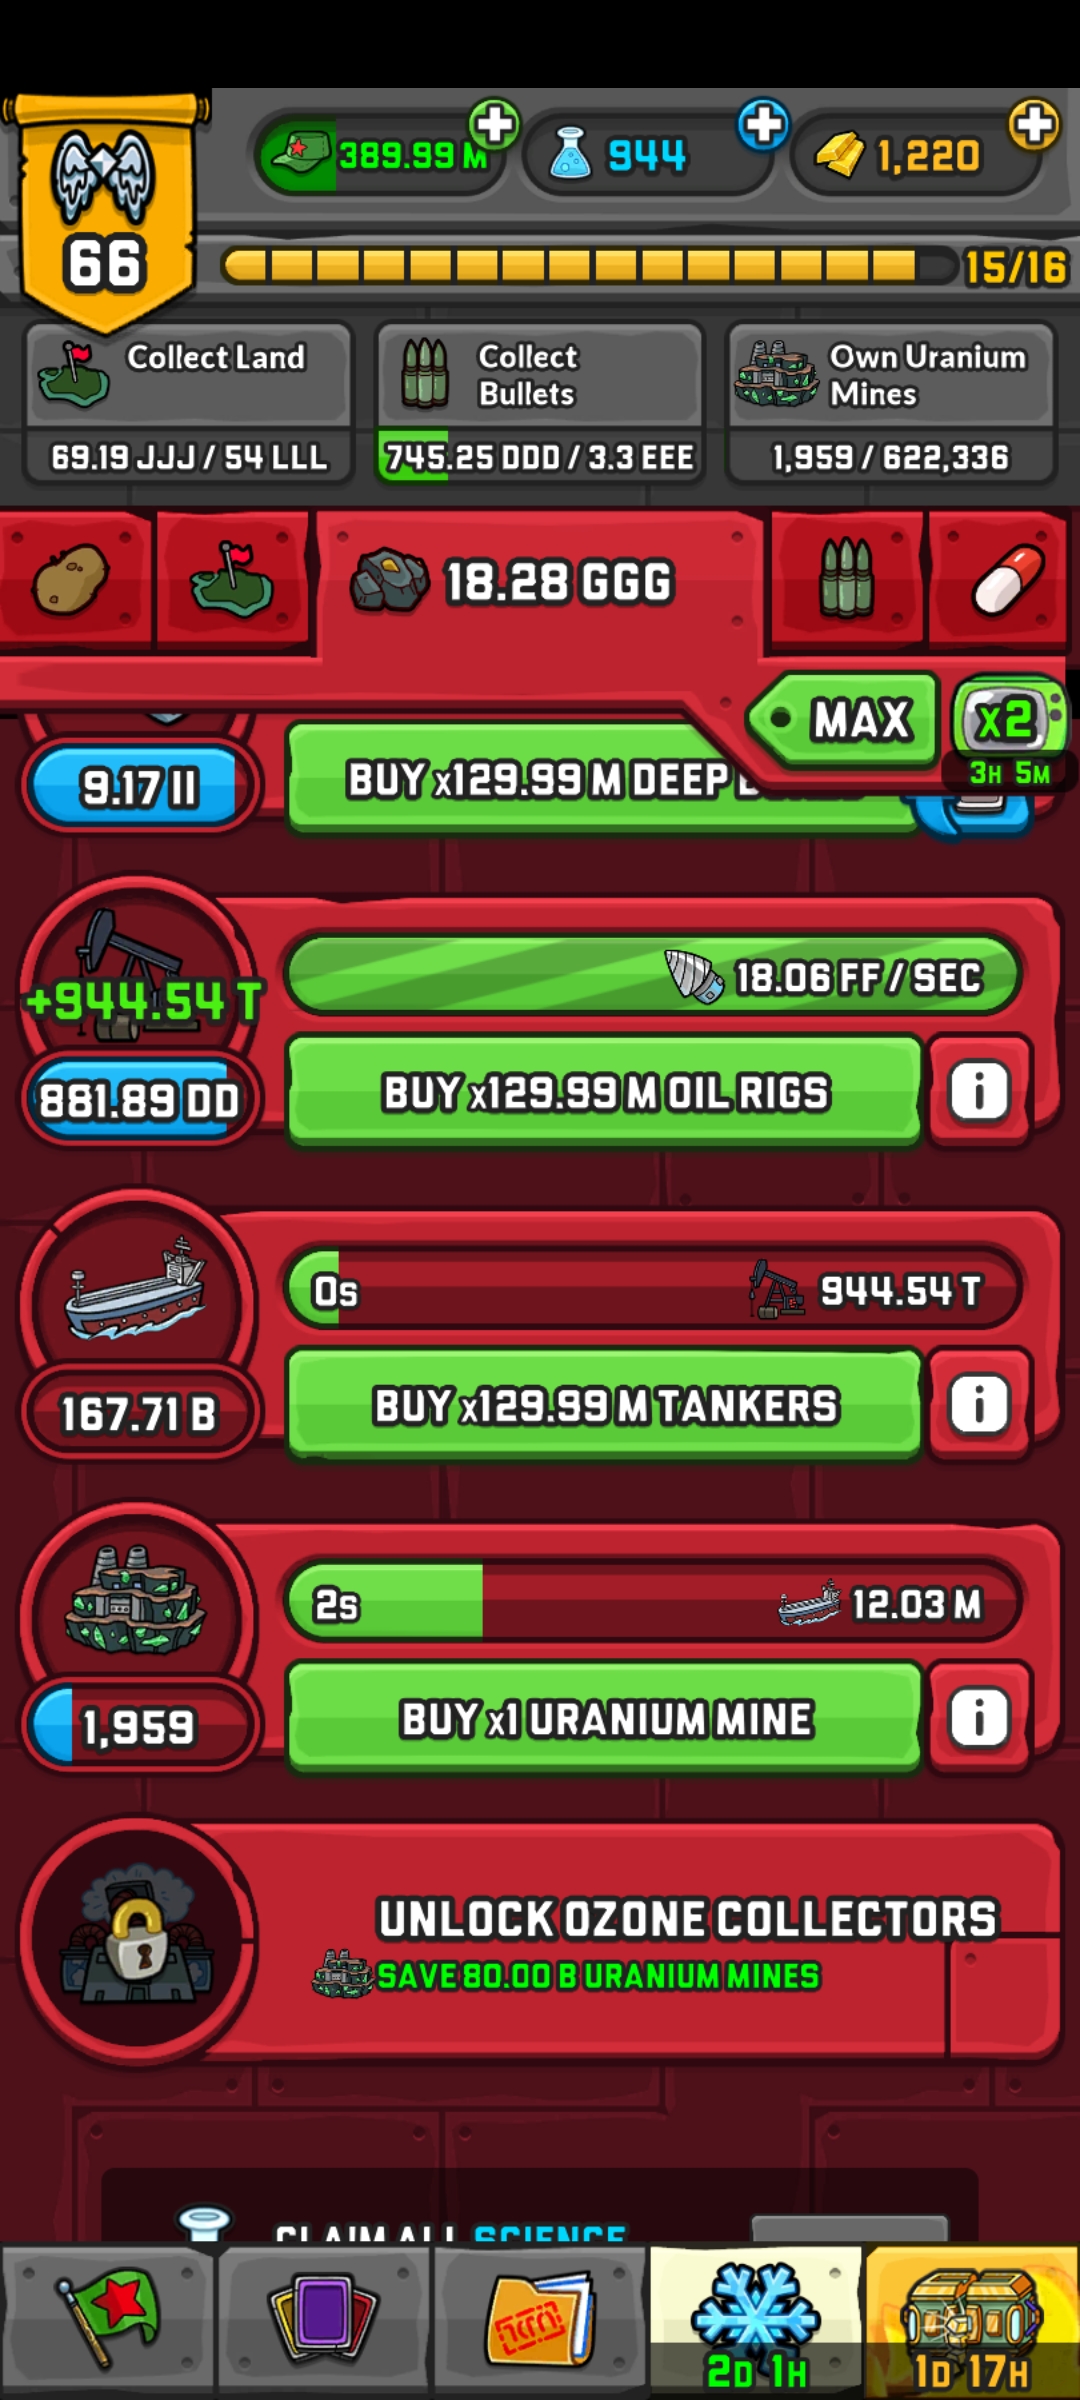 389.99 M
944
1,220
66
15/16
Collect Land
69.19 JJJ / 54 LLL
Collect
Bullets
745.25 DDD / 3.3 EEE
Own Uranium
Mines
1,959 / 622,336
18.28 GGG
MAX
x2
3H 5M
9.17 II
BUY x129.99 M DEEP
+944.54 T
18.06 FF / SEC
881.89 DD
BUY x129.99 M OIL RIGS
i
0s
944.54 T
167.71 B
BUY x129.99 M TANKERS
i
2s
12.03 M
1,959
BUY x1 URANIUM MINE
i
UNLOCK OZONE COLLECTORS
SAVE 80.00 B URANIUM MINES
CLAIM ALL SCIENCE
2D 1H
1D 17H